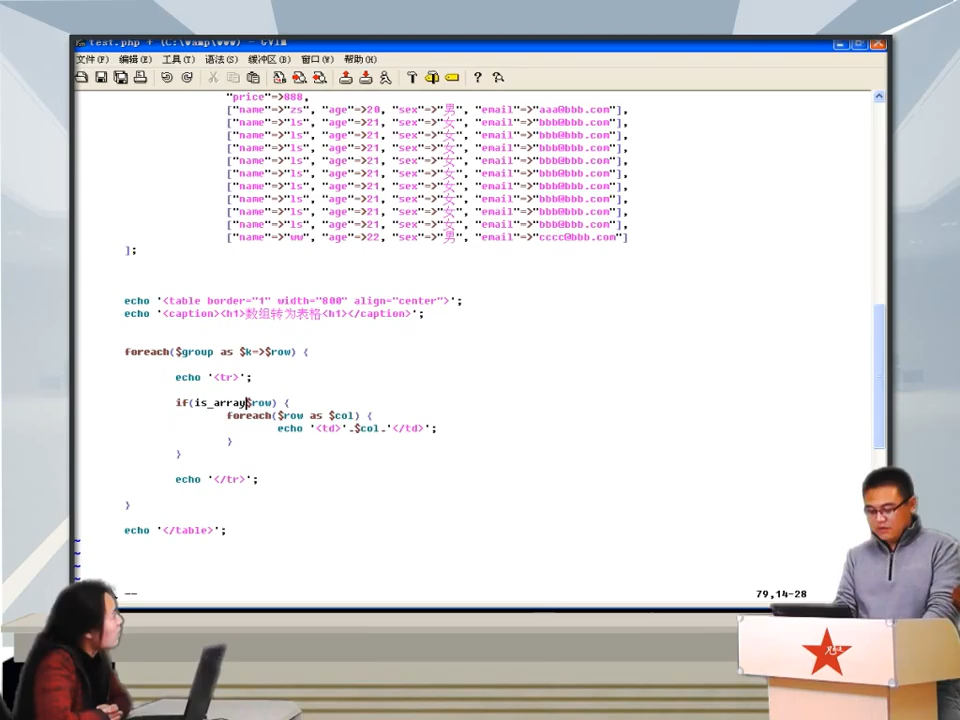 test.php + (C:\wamp\www) - GVIM
文件(F) 编辑(E) 工具(T) 语法(S) 缓冲区(B) 窗口(W) 帮助(H)
"price"=>888,
["name"=>"zs", "age"=>20, "sex"=>"男", "email"=>"aaa@bbb.com"],
["name"=>"ls", "age"=>21, "sex"=>"女", "email"=>"bbb@bbb.com"],
["name"=>"ls", "age"=>21, "sex"=>"女", "email"=>"bbb@bbb.com"],
["name"=>"ls", "age"=>21, "sex"=>"女", "email"=>"bbb@bbb.com"],
["name"=>"ls", "age"=>21, "sex"=>"女", "email"=>"bbb@bbb.com"],
["name"=>"ls", "age"=>21, "sex"=>"女", "email"=>"bbb@bbb.com"],
["name"=>"ls", "age"=>21, "sex"=>"女", "email"=>"bbb@bbb.com"],
["name"=>"ls", "age"=>21, "sex"=>"女", "email"=>"bbb@bbb.com"],
["name"=>"ls", "age"=>21, "sex"=>"女", "email"=>"bbb@bbb.com"],
["name"=>"ls", "age"=>21, "sex"=>"女", "email"=>"bbb@bbb.com"],
["name"=>"ww", "age"=>22, "sex"=>"男", "email"=>"cccc@bbb.com"]
];
echo '<table border="1" width="800" align="center">';
echo '<caption><h1>数组转为表格<h1></caption>';
foreach($group as $k=>$row) {
echo '<tr>';
if(is_array$row) {
foreach($row as $col) {
echo '<td>'.$col.'</td>';
}
}
echo '</tr>';
}
echo '</table>';
~
~
~
~
--
79,14-28